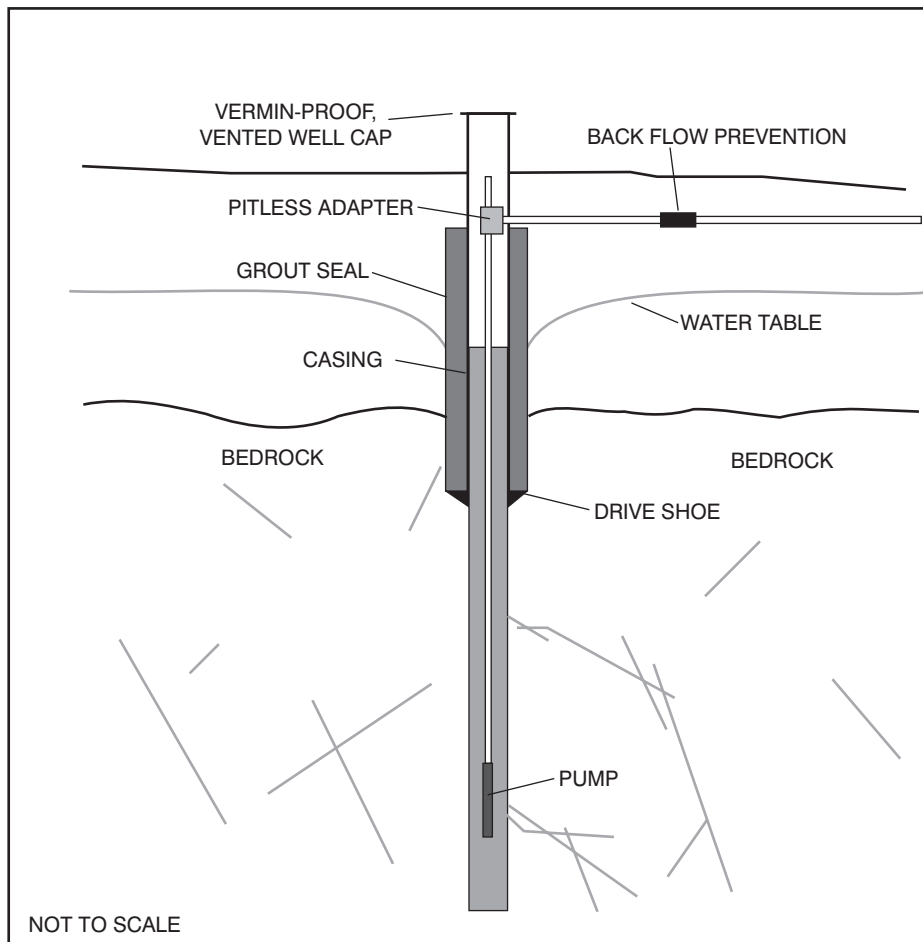 VERMIN-PROOF,
VENTED WELL CAP
BACK FLOW PREVENTION
PITLESS ADAPTER
GROUT SEAL
WATER TABLE
CASING
BEDROCK
BEDROCK
DRIVE SHOE
PUMP
NOT TO SCALE